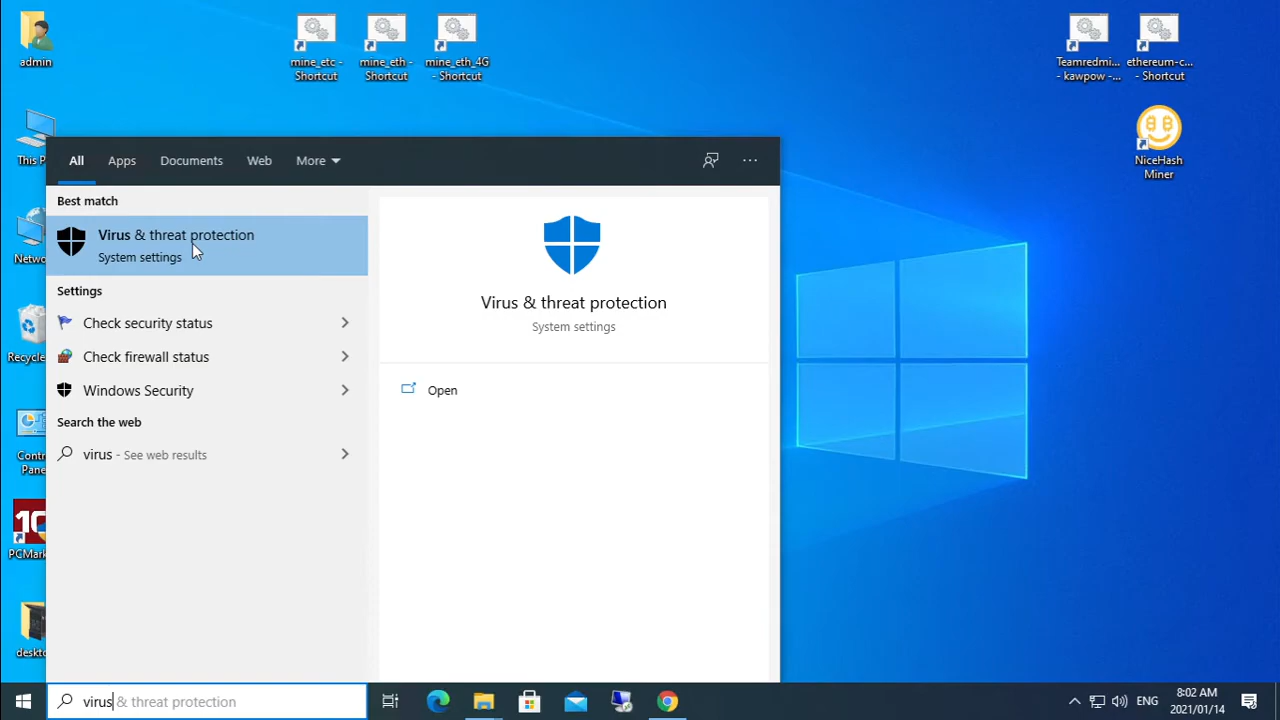 admin
mine_etc -
Shortcut
mine_eth -
Shortcut
mine_eth_4G
- Shortcut
Teamredmi...
- kawpow -...
ethereum-c...
- Shortcut
This P
NiceHash
Miner
Netwo
Recycle
Contr
Pane
10
PCMark
deskto
All
Apps
Documents
Web
More
Best match
Virus & threat protection
System settings
Settings
Check security status
Check firewall status
Windows Security
Search the web
virus - See web results
Virus & threat protection
System settings
Open
virus & threat protection
ENG
8:02 AM
2021/01/14